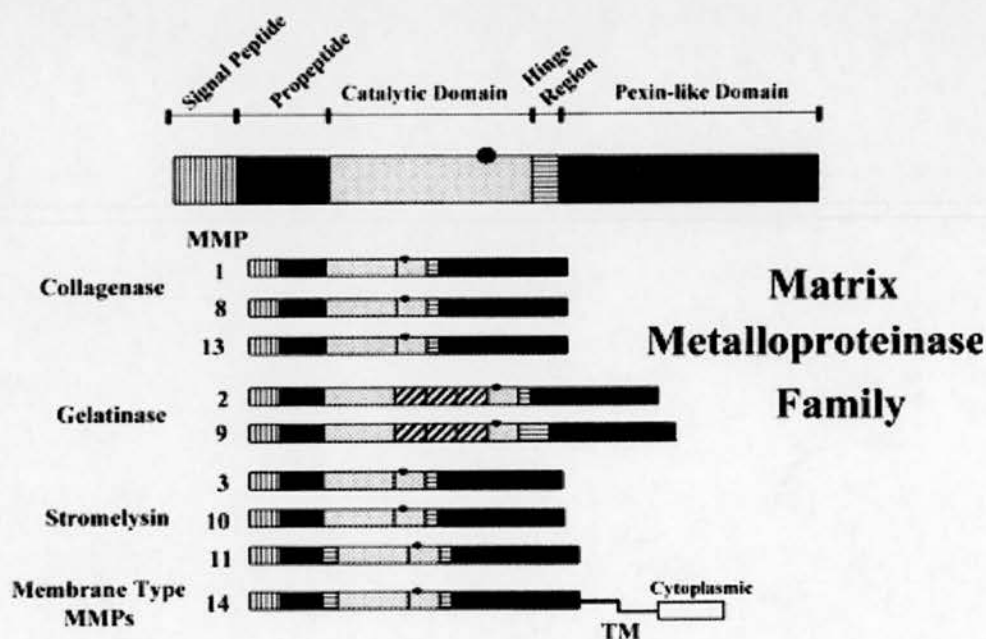 Signal Peptide
Propeptide
Catalytic Domain
Hinge
Region
Pexin-like Domain
MMP
Collagenase
1
8
13
Matrix
Metalloproteinase
Family
Gelatinase
2
9
Stromelysin
3
10
11
Membrane Type
MMPs
14
TM
Cytoplasmic